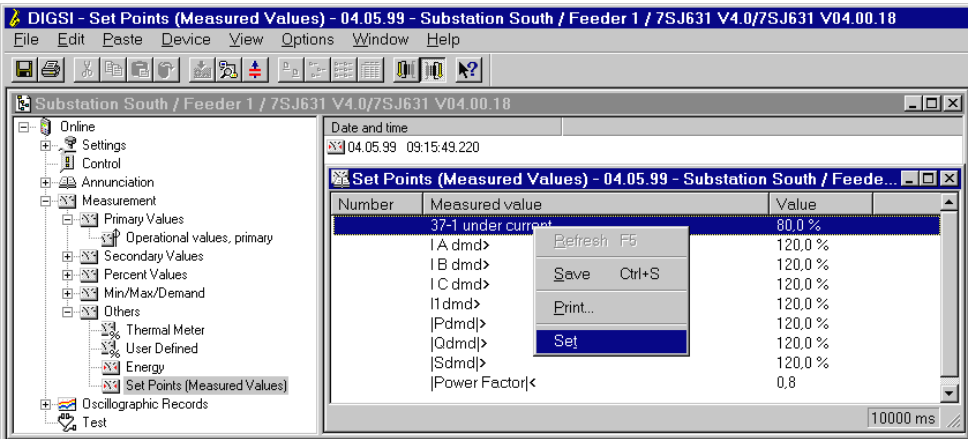 DIGSI - Set Points (Measured Values) - 04.05.99 - Substation South / Feeder 1 / 7SJ631 V4.0/7SJ631 V04.00.18
File Edit Paste Device View Options Window Help
Substation South / Feeder 1 / 7SJ631 V4.0/7SJ631 V04.00.18
Online
Settings
Control
Annunciation
Measurement
Primary Values
Operational values, primary
Secondary Values
Percent Values
Min/Max/Demand
Others
Thermal Meter
User Defined
Energy
Set Points (Measured Values)
Oscillographic Records
Test
Date and time
04.05.99 09:15:49.220
Set Points (Measured Values) - 04.05.99 - Substation South / Feede...
Number Measured value Value
37-1 under current 80,0 %
I A dmd> 120,0 %
I B dmd> 120,0 %
I C dmd> 120,0 %
I1dmd> 120,0 %
|Pdmd|> 120,0 %
|Qdmd|> 120,0 %
|Sdmd|> 120,0 %
|Power Factor|< 0,8
Refresh F5
Save Ctrl+S
Print...
Set
10000 ms